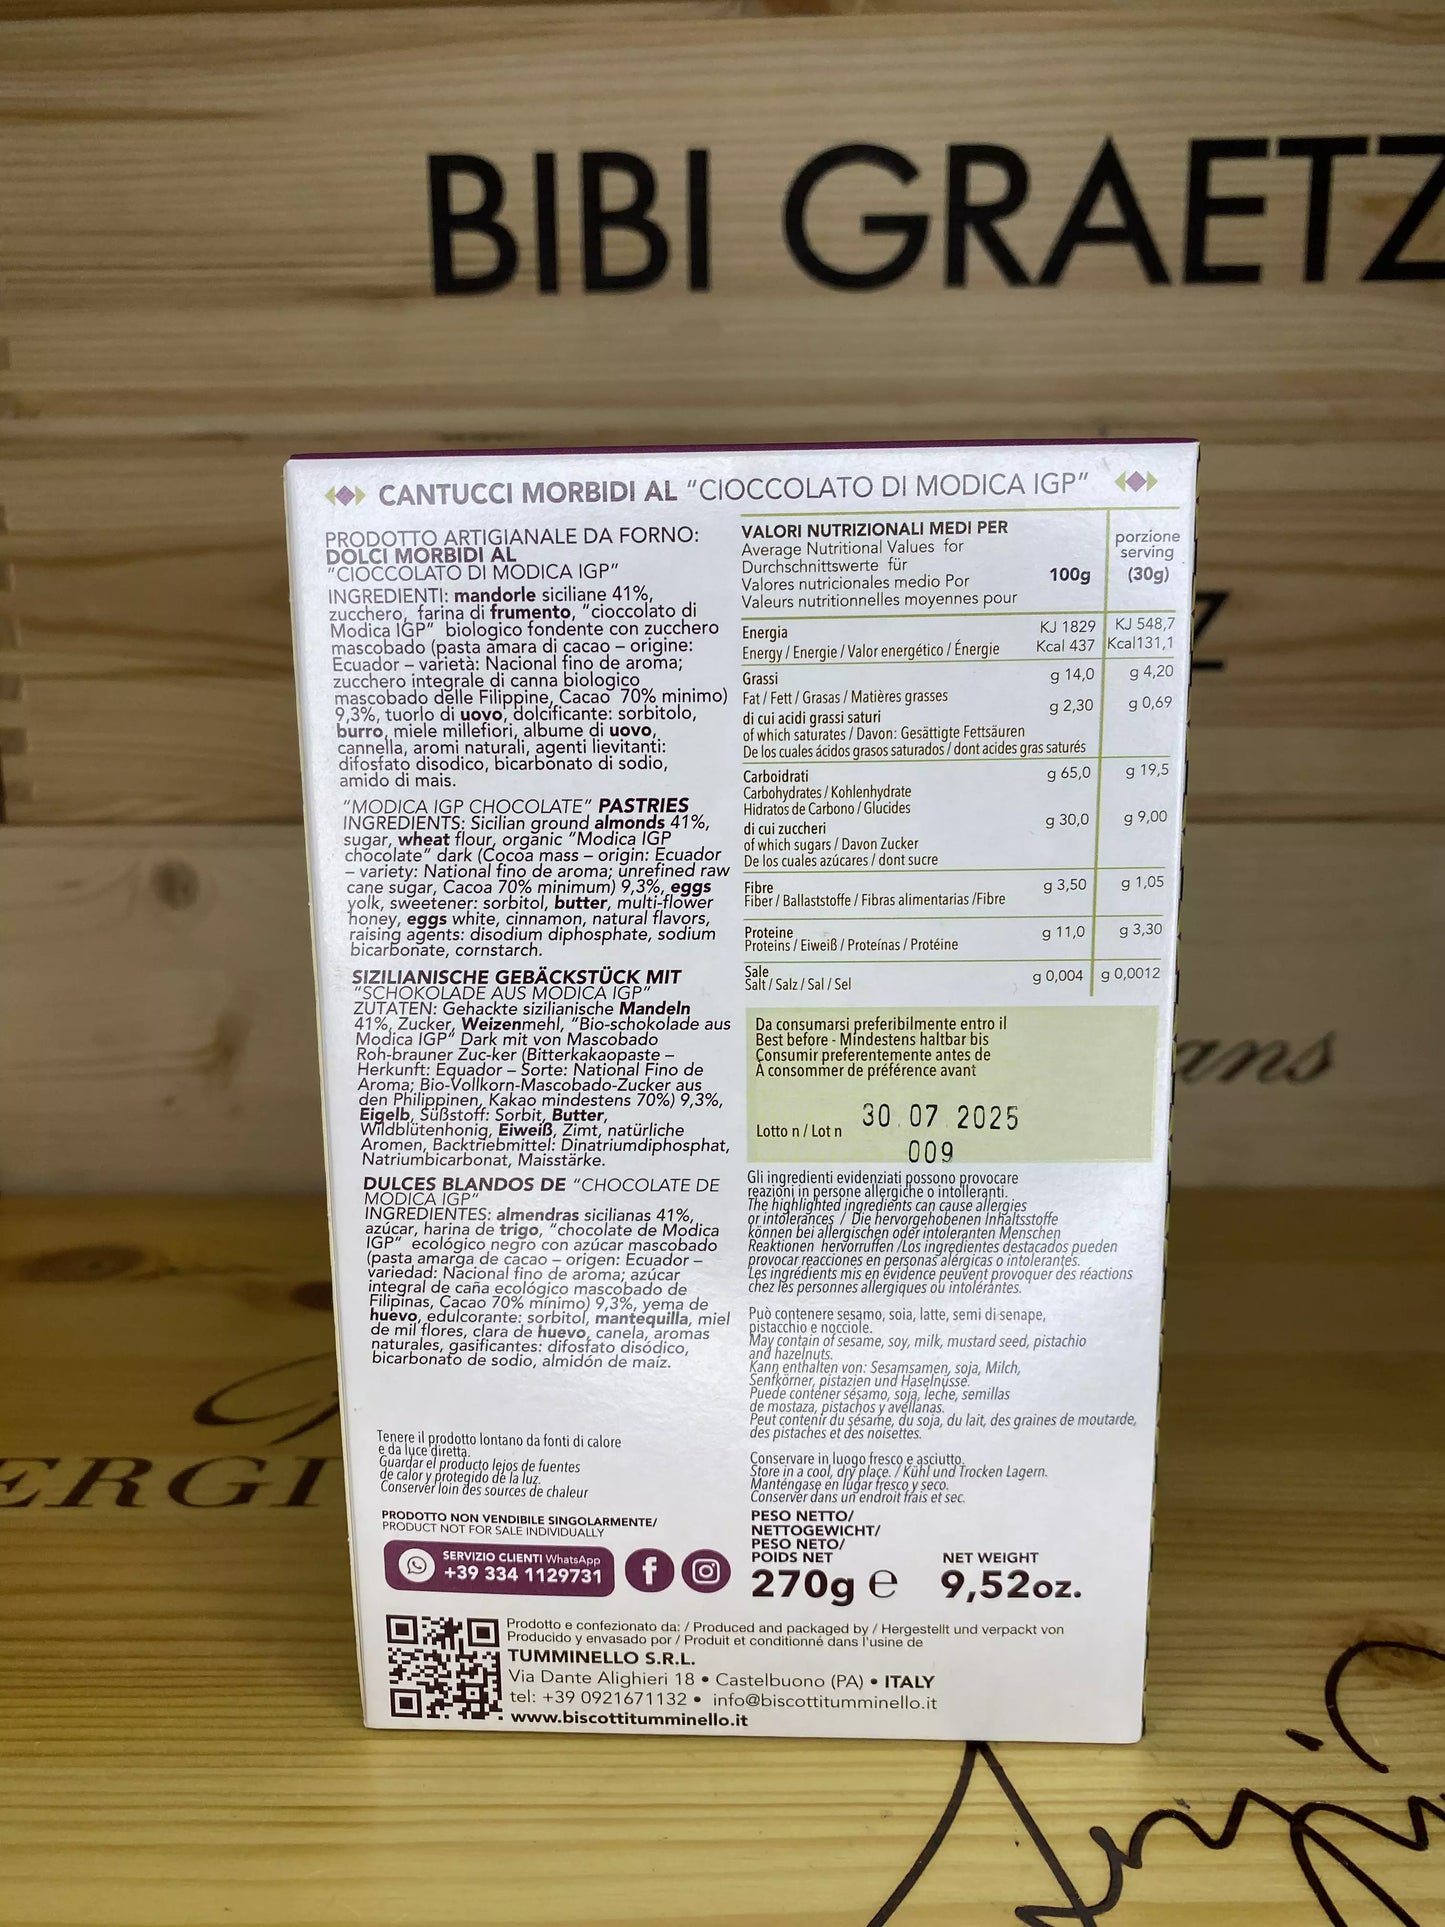 BIBI GRAETZ
Z
ans
ERGI
CANTUCCI MORBIDI AL "CIOCCOLATO DI MODICA IGP"
PRODOTTO ARTIGIANALE DA FORNO:
DOLCI MORBIDI AL
"CIOCCOLATO DI MODICA IGP"
INGREDIENTI: mandorle siciliane 41%,
zucchero, farina di frumento, "cioccolato di
Modica IGP" biologico fondente con zucchero
mascobado (pasta amara di cacao – origine:
Ecuador – varietà: Nacional fino de aroma;
zucchero integrale di canna biologico
mascobado delle Filippine, Cacao 70% minimo)
9,3%, tuorlo di uovo, dolcificante: sorbitolo,
burro, miele millefiori, albume di uovo,
cannella, aromi naturali, agenti lievitanti:
difosfato disodico, bicarbonato di sodio,
amido di mais.
"MODICA IGP CHOCOLATE" PASTRIES
INGREDIENTS: Sicilian ground almonds 41%,
sugar, wheat flour, organic "Modica IGP
chocolate" dark (Cocoa mass – origin: Ecuador
– variety: National fino de aroma; unrefined raw
cane sugar, Cacoa 70% minimum) 9,3%, eggs
yolk, sweetener: sorbitol, butter, multi-flower
honey, eggs white, cinnamon, natural flavors,
raising agents: disodium diphosphate, sodium
bicarbonate, cornstarch.
SIZILIANISCHE GEBÄCKSTÜCK MIT
"SCHOKOLADE AUS MODICA IGP"
ZUTATEN: Gehackte sizilianische Mandeln
41%, Zucker, Weizenmehl, "Bio-schokolade aus
Modica IGP" Dark mit von Mascobado
Roh-brauner Zuc-ker (Bitterkakaopaste –
Herkunft: Equador – Sorte: National Fino de
Aroma; Bio-Vollkorn-Mascobado-Zucker aus
den Philippinen, Kakao mindestens 70%) 9,3%,
Eigelb, Süßstoff: Sorbit, Butter,
Wildblütenhonig, Eiweiß, Zimt, natürliche
Aromen, Backtriebmittel: Dinatriumdiphosphat,
Natriumbicarbonat, Maisstärke.
DULCES BLANDOS DE "CHOCOLATE DE
MODICA IGP"
INGREDIENTES: almendras sicilianas 41%,
azúcar, harina de trigo, "chocolate de Modica
IGP" ecológico negro con azúcar mascobado
(pasta amarga de cacao – origen: Ecuador –
variedad: Nacional fino de aroma; azúcar
integral de caña ecológico mascobado de
Filipinas, Cacao 70% mínimo) 9,3%, yema de
huevo, edulcorante: sorbitol, mantequilla, miel
de mil flores, clara de huevo, canela, aromas
naturales, gasificantes: difosfato disódico,
bicarbonato de sodio, almidón de maíz.
Tenere il prodotto lontano da fonti di calore
e da luce diretta.
Guardar el producto lejos de fuentes
de calor y protegido de la luz.
Conserver loin des sources de chaleur
PRODOTTO NON VENDIBILE SINGOLARMENTE/
PRODUCT NOT FOR SALE INDIVIDUALLY
SERVIZIO CLIENTI WhatsApp
+39 334 1129731
VALORI NUTRIZIONALI MEDI PER
Average Nutritional Values for
Durchschnittswerte für
Valores nutricionales medio Por
Valeurs nutritionnelles moyennes pour
100g
porzione
serving
(30g)
Energia KJ 1829 KJ 548,7
Energy / Energie / Valor energético / Énergie Kcal 437 Kcal131,1
Grassi g 14,0 g 4,20
Fat / Fett / Grasas / Matières grasses
di cui acidi grassi saturi g 2,30 g 0,69
of which saturates / Davon: Gesättigte Fettsäuren
De los cuales ácidos grasos saturados / dont acides gras saturés
Carboidrati g 65,0 g 19,5
Carbohydrates / Kohlenhydrate
Hidratos de Carbono / Glucides
di cui zuccheri g 30,0 g 9,00
of which sugars / Davon Zucker
De los cuales azúcares / dont sucre
Fibre g 3,50 g 1,05
Fiber / Ballaststoffe / Fibras alimentarias /Fibre
Proteine g 11,0 g 3,30
Proteins / Eiweiß / Proteínas / Protéine
Sale g 0,004 g 0,0012
Salt / Salz / Sal / Sel
Da consumarsi preferibilmente entro il
Best before - Mindestens haltbar bis
Consumir preferentemente antes de
À consommer de préférence avant
30 07 2025
Lotto n / Lot n
009
Gli ingredienti evidenziati possono provocare
reazioni in persone allergiche o intolleranti.
The highlighted ingredients can cause allergies
or intolerances / Die hervorgehobenen Inhaltsstoffe
können bei allergischen oder intoleranten Menschen
Reaktionen hervorruffen /Los ingredientes destacados pueden
provocar reacciones en personas alérgicas o intolerantes.
Les ingrédients mis en évidence peuvent provoquer des réactions
chez les personnes allergiques ou intolérantes.
Può contenere sesamo, soia, latte, semi di senape,
pistacchio e nocciole.
May contain of sesame, soy, milk, mustard seed, pistachio
and hazelnuts.
Kann enthalten von: Sesamsamen, soja, Milch,
Senfkörner, pistazien und Haselnüsse.
Puede contener sésamo, soja, leche, semillas
de mostaza, pistachos y avellanas.
Peut contenir du sésame, du soja, du lait, des graines de moutarde,
des pistaches et des noisettes.
Conservare in luogo fresco e asciutto.
Store in a cool, dry place. / Kühl und Trocken Lagern.
Manténgase en lugar fresco y seco.
Conserver dans un endroit frais et sec.
PESO NETTO/
NETTOGEWICHT/
PESO NETO/
POIDS NET NET WEIGHT
270g e 9,52oz.
Prodotto e confezionato da: / Produced and packaged by / Hergestellt und verpackt von
Producido y envasado por / Produit et conditionné dans l'usine de
TUMMINELLO S.R.L.
Via Dante Alighieri 18 • Castelbuono (PA) • ITALY
tel: +39 0921671132 • info@biscottitumminello.it
www.biscottitumminello.it